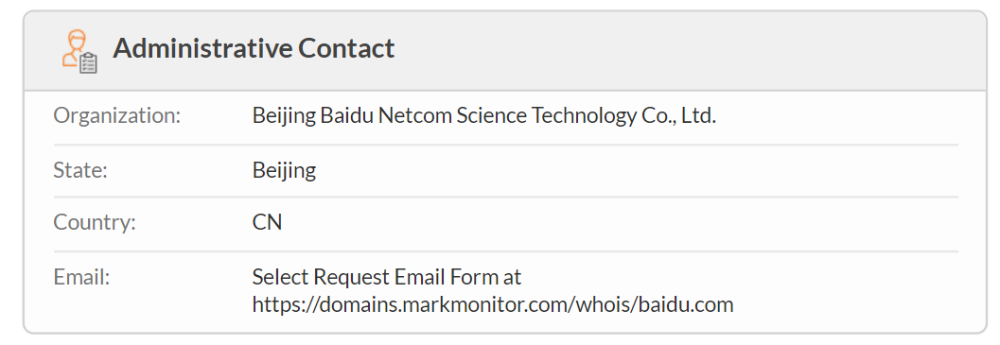 Administrative Contact
Organization: Beijing Baidu Netcom Science Technology Co., Ltd.
State: Beijing
Country: CN
Email: Select Request Email Form at
https://domains.markmonitor.com/whois/baidu.com